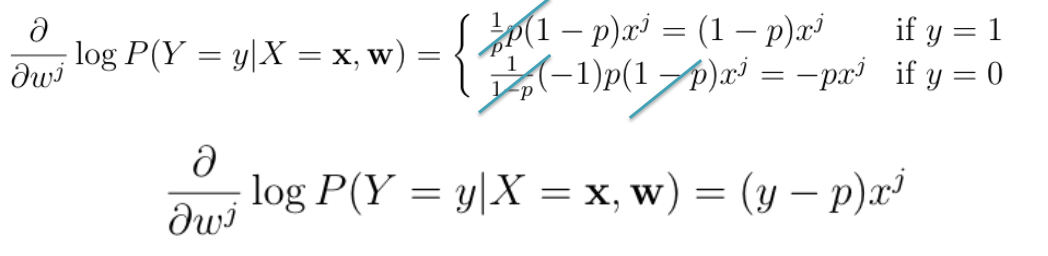 ∂/∂w^j log P(Y = y|X = x, w) = { 1/p p(1 − p)x^j = (1 − p)x^j if y = 1
1/(1−p) (−1)p(1 − p)x^j = −px^j if y = 0
∂/∂w^j log P(Y = y|X = x, w) = (y − p)x^j